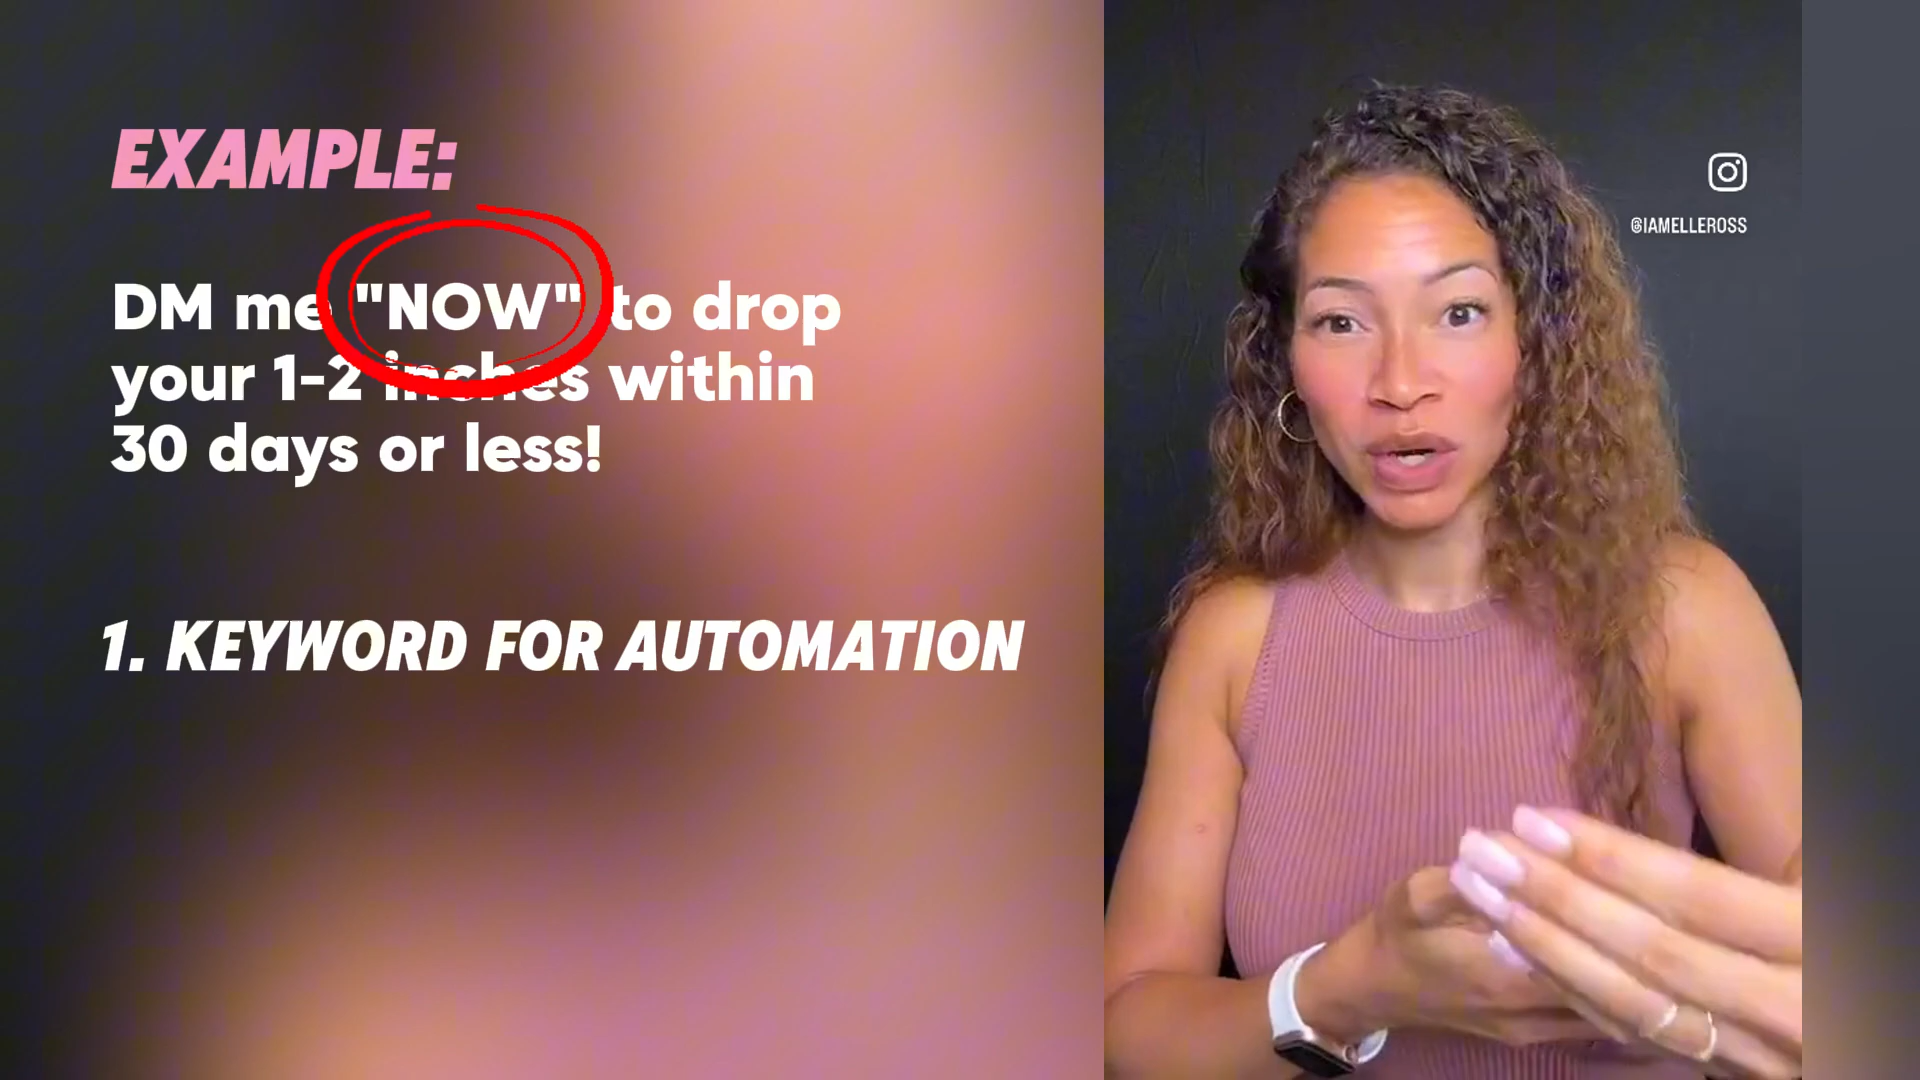 EXAMPLE:
DM me "NOW" to drop
your 1-2 inches within
30 days or less!
1. KEYWORD FOR AUTOMATION
@IAMELLEROSS